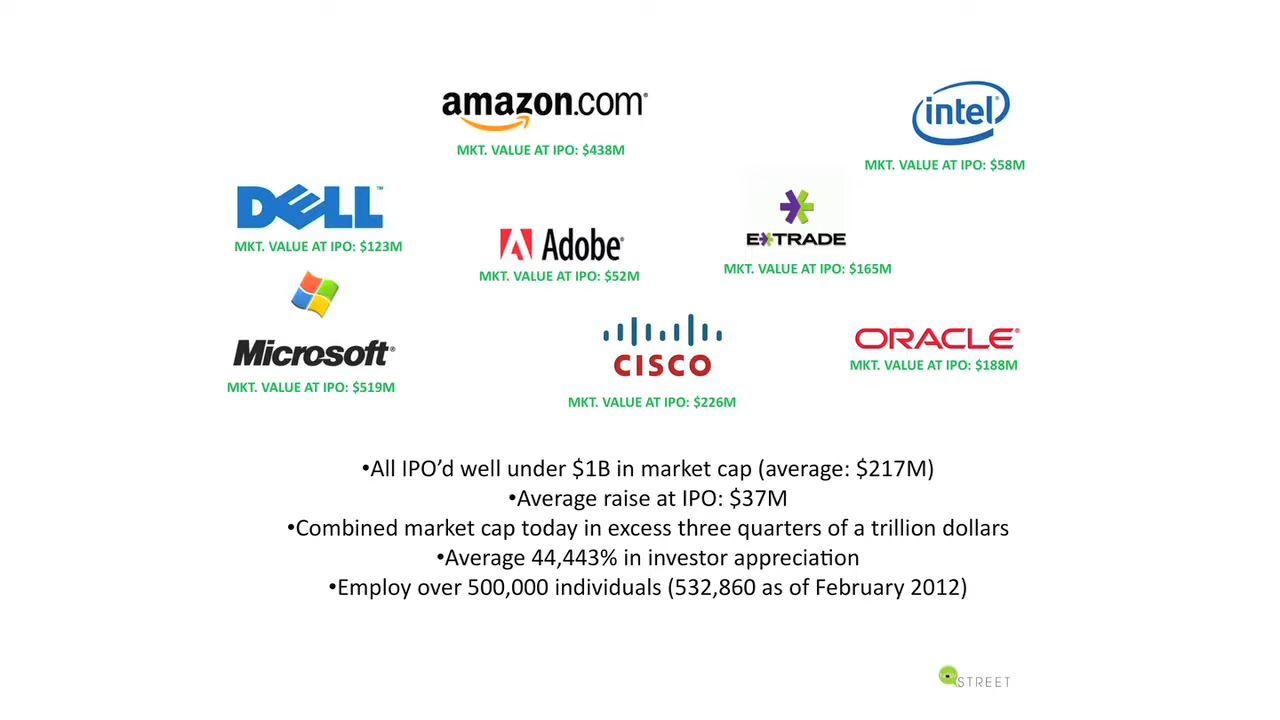 amazon.com
MKT. VALUE AT IPO: $438M
intel
MKT. VALUE AT IPO: $58M
DELL™
MKT. VALUE AT IPO: $123M
Adobe
MKT. VALUE AT IPO: $52M
E*TRADE
MKT. VALUE AT IPO: $165M
Microsoft®
MKT. VALUE AT IPO: $519M
CISCO
MKT. VALUE AT IPO: $226M
ORACLE®
MKT. VALUE AT IPO: $188M
•All IPO’d well under $1B in market cap (average: $217M)
•Average raise at IPO: $37M
•Combined market cap today in excess three quarters of a trillion dollars
•Average 44,443% in investor appreciation
•Employ over 500,000 individuals (532,860 as of February 2012)
STREET